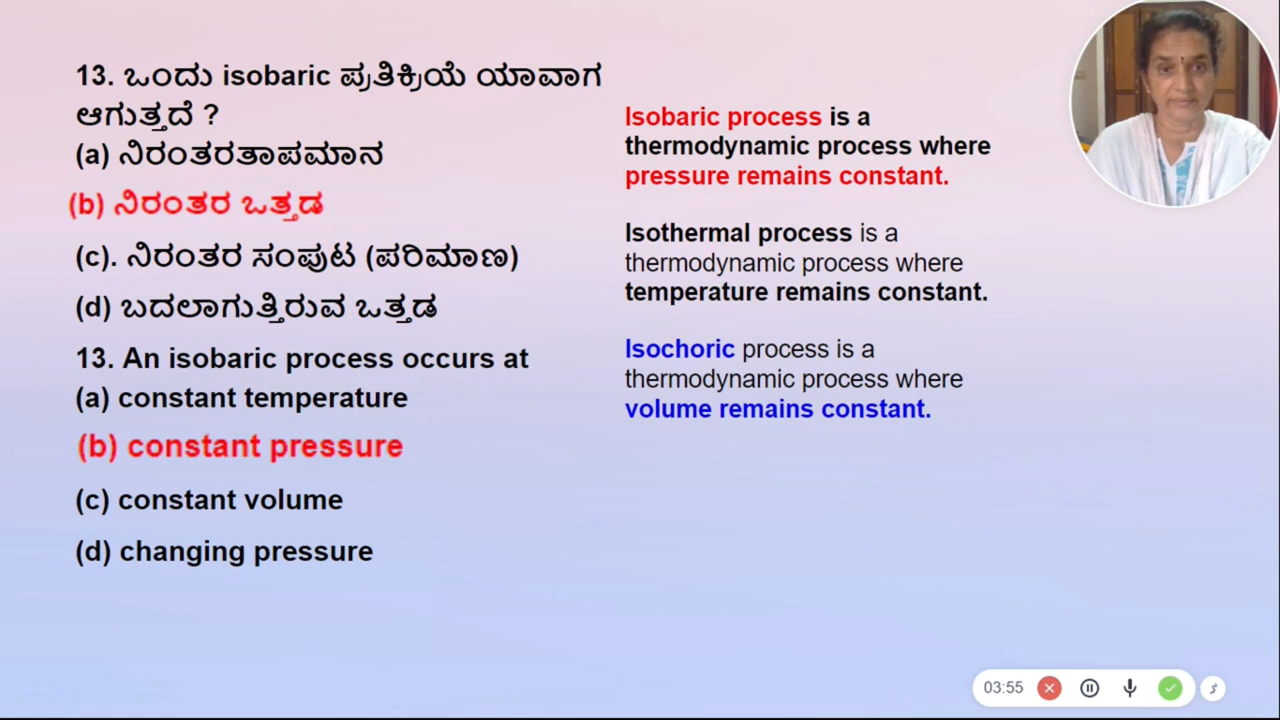 13. ಒಂದು isobaric ಪ್ರತಿಕ್ರಿಯೆ ಯಾವಾಗ
ಆಗುತ್ತದೆ ?
(a) ನಿರಂತರತಾಪಮಾನ
(b) ನಿರಂತರ ಒತ್ತಡ
(c). ನಿರಂತರ ಸಂಪುಟ (ಪರಿಮಾಣ)
(d) ಬದಲಾಗುತ್ತಿರುವ ಒತ್ತಡ
13. An isobaric process occurs at
(a) constant temperature
(b) constant pressure
(c) constant volume
(d) changing pressure
Isobaric process is a
thermodynamic process where
pressure remains constant.
Isothermal process is a
thermodynamic process where
temperature remains constant.
Isochoric process is a
thermodynamic process where
volume remains constant.
03:55